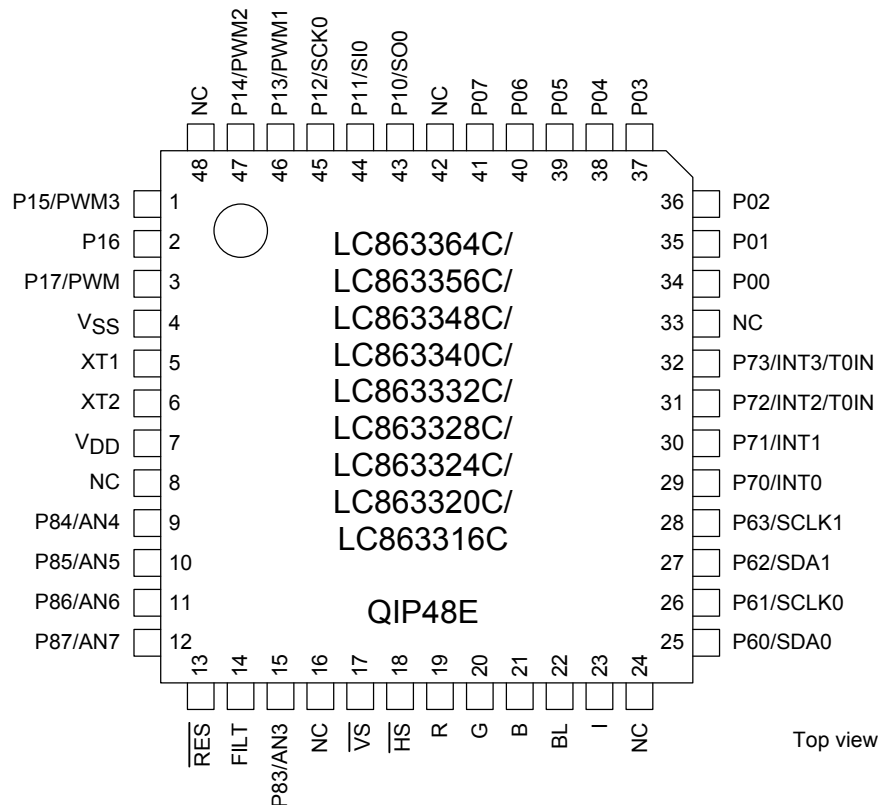 NC
P14/PWM2
P13/PWM1
P12/SCK0
P11/SI0
P10/SO0
NC
P07
P06
P05
P04
P03
48
47
46
45
44
43
42
41
40
39
38
37
P15/PWM3 1
P16 2
P17/PWM 3
VSS 4
XT1 5
XT2 6
VDD 7
NC 8
P84/AN4 9
P85/AN5 10
P86/AN6 11
P87/AN7 12
LC863364C/
LC863356C/
LC863348C/
LC863340C/
LC863332C/
LC863328C/
LC863324C/
LC863320C/
LC863316C
QIP48E
36 P02
35 P01
34 P00
33 NC
32 P73/INT3/T0IN
31 P72/INT2/T0IN
30 P71/INT1
29 P70/INT0
28 P63/SCLK1
27 P62/SDA1
26 P61/SCLK0
25 P60/SDA0
13
14
15
16
17
18
19
20
21
22
23
24
RES
FILT
P83/AN3
NC
VS
HS
R
G
B
BL
I
NC
Top view